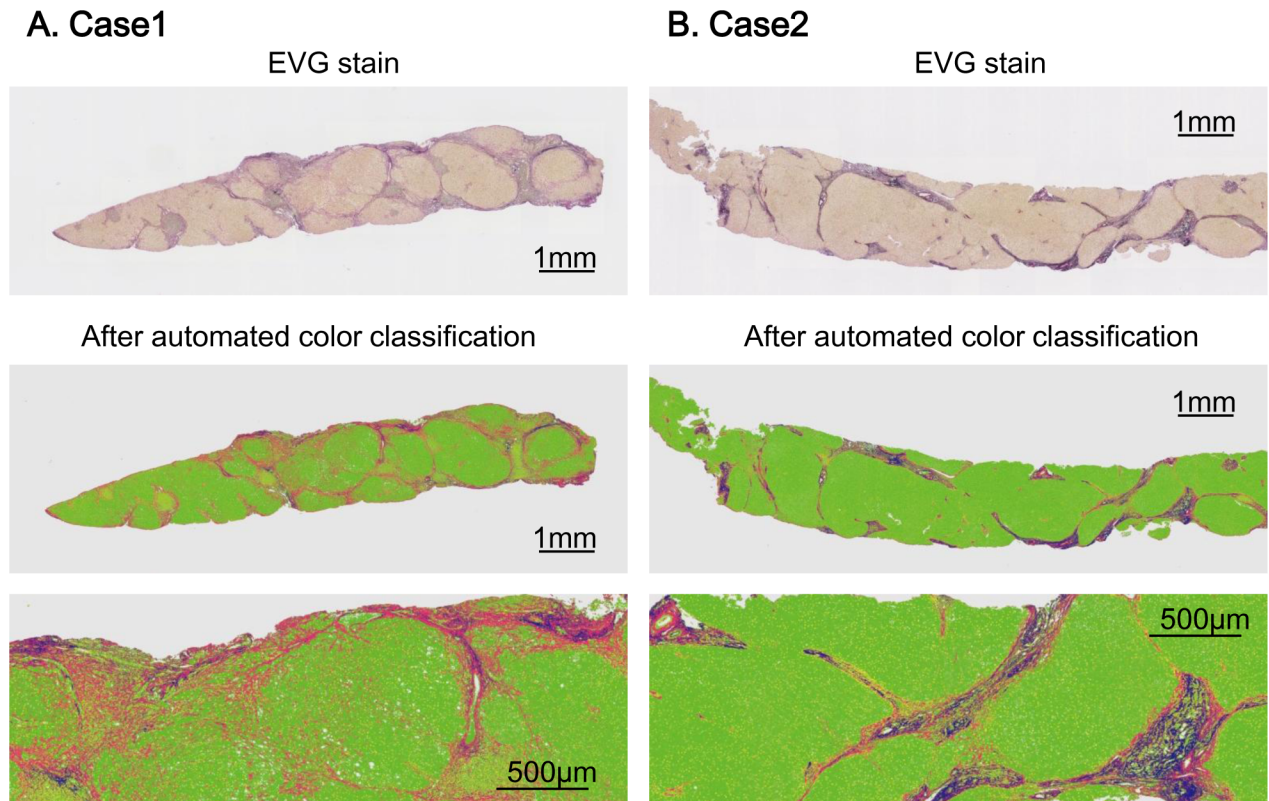 A. Case1
EVG stain
1mm
After automated color classification
1mm
500µm
B. Case2
EVG stain
1mm
After automated color classification
1mm
500µm